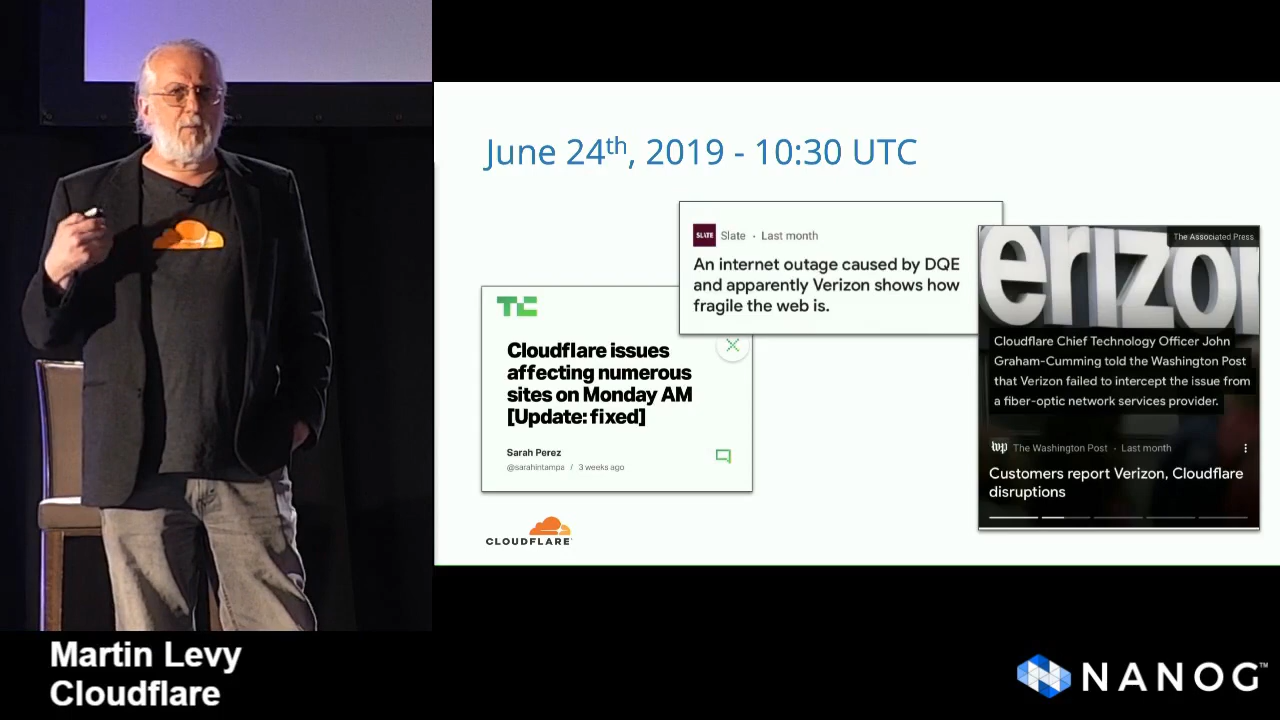 June 24th, 2019 - 10:30 UTC
SLATE Slate · Last month
An internet outage caused by DQE
and apparently Verizon shows how
fragile the web is.
TC
Cloudflare issues
affecting numerous
sites on Monday AM
[Update: fixed]
Sarah Perez
@sarahintampa / 3 weeks ago
The Associated Press
erizo
Cloudflare Chief Technology Officer John
Graham-Cumming told the Washington Post
that Verizon failed to intercept the issue from
a fiber-optic network services provider.
wp The Washington Post · Last month
Customers report Verizon, Cloudflare
disruptions
CLOUDFLARE
Martin Levy
Cloudflare
NANOG™